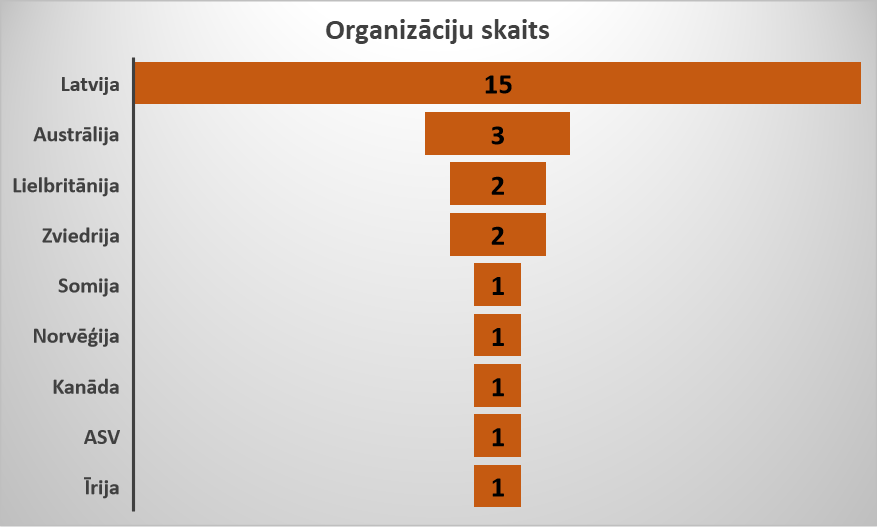 Organizāciju skaits
Latvija 15
Austrālija 3
Lielbritānija 2
Zviedrija 2
Somija 1
Norvēģija 1
Kanāda 1
ASV 1
Īrija 1